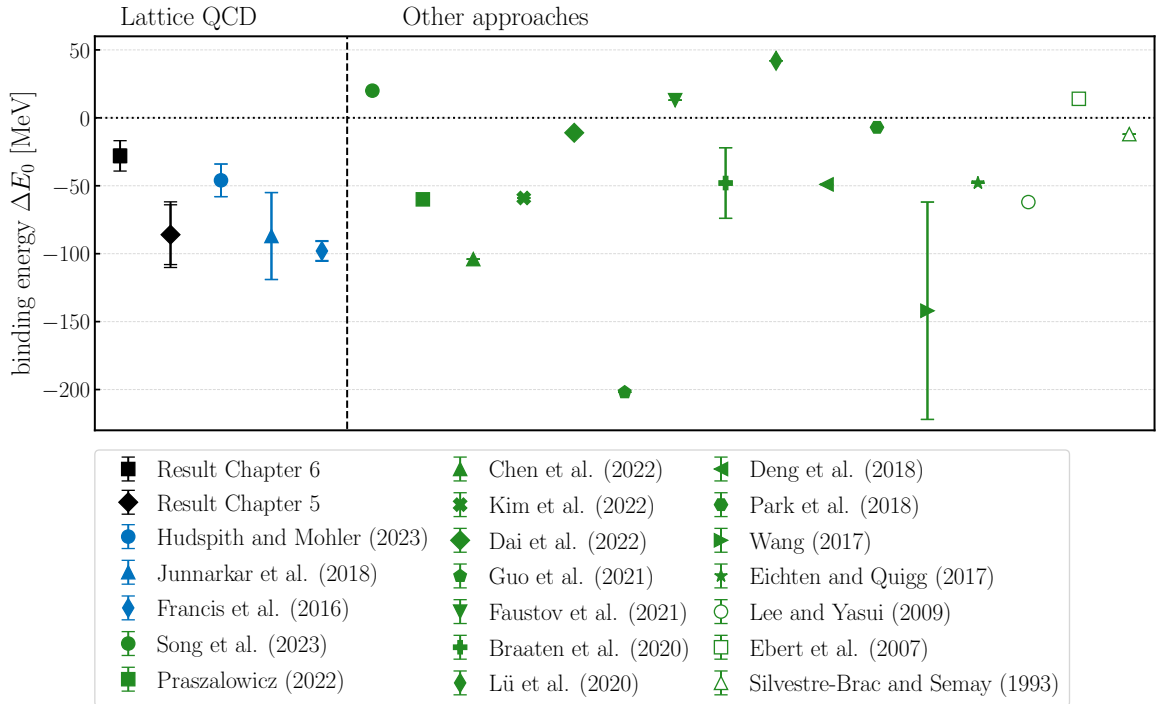 Lattice QCD
Other approaches
binding energy ΔE₀ [MeV]
50
0
−50
−100
−150
−200
Result Chapter 6
Result Chapter 5
Hudspith and Mohler (2023)
Junnarkar et al. (2018)
Francis et al. (2016)
Song et al. (2023)
Praszalowicz (2022)
Chen et al. (2022)
Kim et al. (2022)
Dai et al. (2022)
Guo et al. (2021)
Faustov et al. (2021)
Braaten et al. (2020)
Lü et al. (2020)
Deng et al. (2018)
Park et al. (2018)
Wang (2017)
Eichten and Quigg (2017)
Lee and Yasui (2009)
Ebert et al. (2007)
Silvestre-Brac and Semay (1993)